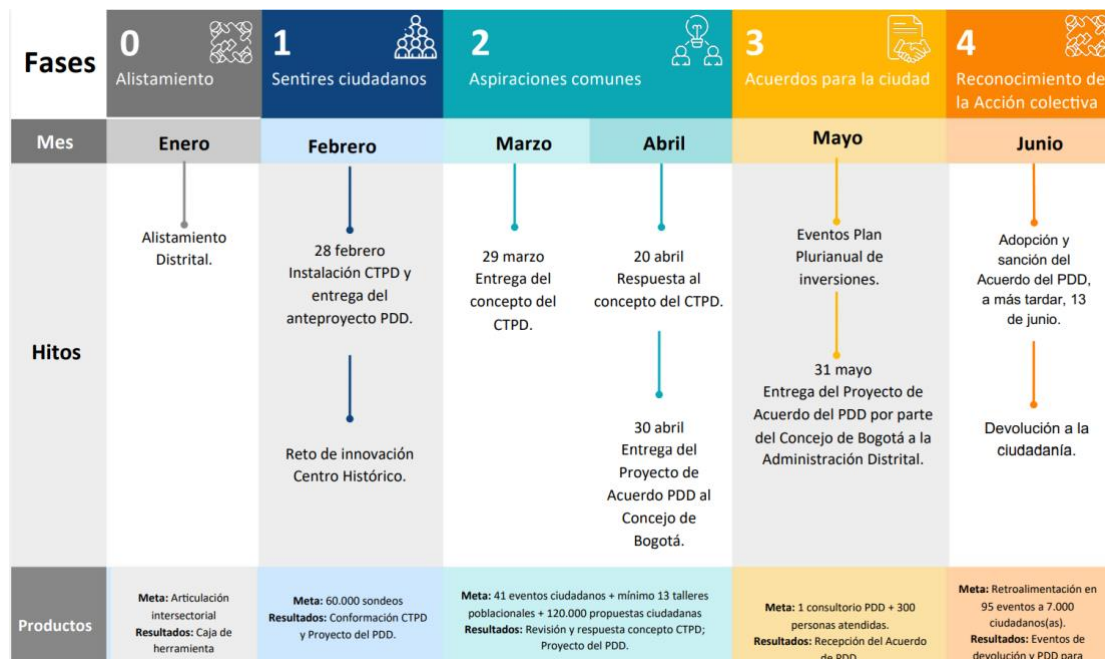 Fases
0
Alistamiento
1
Sentires ciudadanos
2
Aspiraciones comunes
3
Acuerdos para la ciudad
4
Reconocimiento de
la Acción colectiva
Mes
Enero
Febrero
Marzo
Abril
Mayo
Junio
Hitos
Alistamiento
Distrital.
28 febrero
Instalación CTPD y
entrega del
anteproyecto PDD.
Reto de innovación
Centro Histórico.
29 marzo
Entrega del
concepto del
CTPD.
20 abril
Respuesta al
concepto del CTPD.
30 abril
Entrega del
Proyecto de
Acuerdo PDD al
Concejo de
Bogotá.
Eventos Plan
Plurianual de
inversiones.
31 mayo
Entrega del Proyecto de
Acuerdo del PDD por parte
del Concejo de Bogotá a la
Administración Distrital.
Adopción y
sanción del
Acuerdo del PDD,
a más tardar, 13
de junio.
Devolución a la
ciudadanía.
Productos
Meta: Articulación
intersectorial
Resultados: Caja de
herramienta
Meta: 60.000 sondeos
Resultados: Conformación CTPD
y Proyecto del PDD.
Meta: 41 eventos ciudadanos + mínimo 13 talleres
poblacionales + 120.000 propuestas ciudadanas
Resultados: Revisión y respuesta concepto CTPD;
Proyecto del PDD.
Meta: 1 consultorio PDD + 300
personas atendidas.
Resultados: Recepción del Acuerdo
de PDD
Meta: Retroalimentación en
95 eventos a 7.000
ciudadanos(as).
Resultados: Eventos de
devolución y PDD para